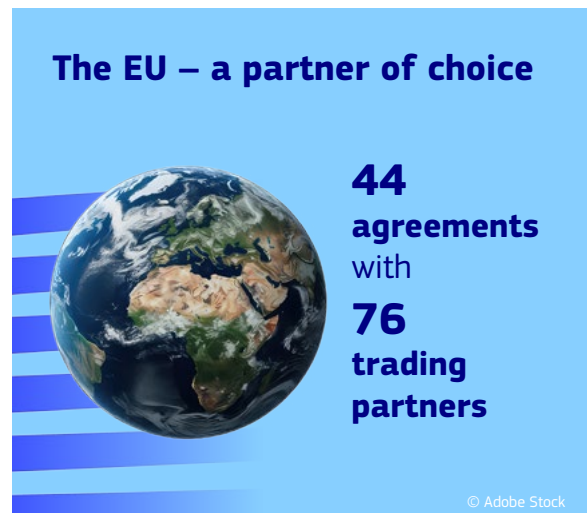 The EU – a partner of choice
44
agreements
with
76
trading
partners
© Adobe Stock